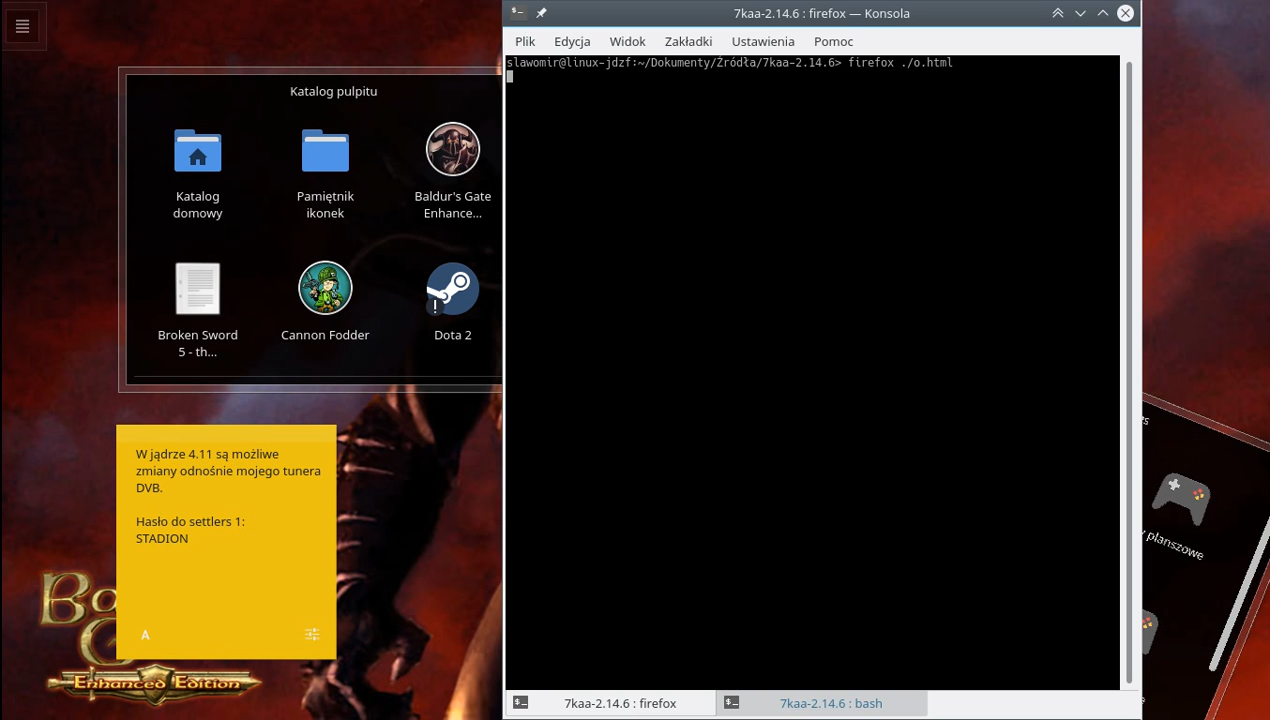 7kaa-2.14.6 : firefox — Konsola
Plik Edycja Widok Zakładki Ustawienia Pomoc
slawomir@linux-jdzf:~/Dokumenty/Źródła/7kaa-2.14.6> firefox ./o.html
7kaa-2.14.6 : firefox
7kaa-2.14.6 : bash
Katalog pulpitu
Katalog
domowy
Pamiętnik
ikonek
Baldur's Gate
Enhance...
Broken Sword
5 - th...
Cannon Fodder
Dota 2
W jądrze 4.11 są możliwe
zmiany odnośnie mojego tunera
DVB.
Hasło do settlers 1:
STADION
A
Enhanced Edition
planszowe